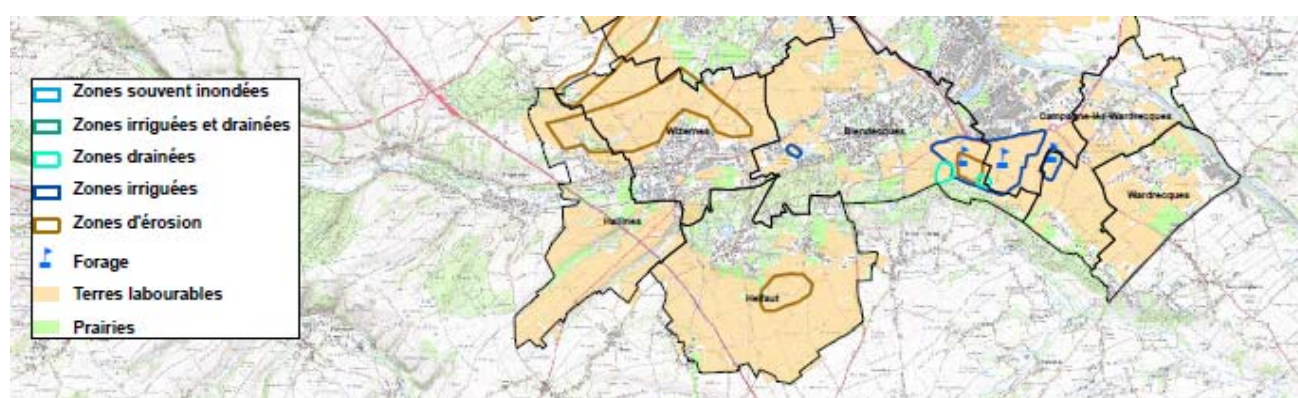 Zones souvent inondées
Zones irriguées et drainées
Zones drainées
Zones irriguées
Zones d'érosion
Forage
Terres labourables
Prairies
Campagne-lès-Wardrecques
Wizernes
Blendecques
Wardrecques
Hallines
Helfaut